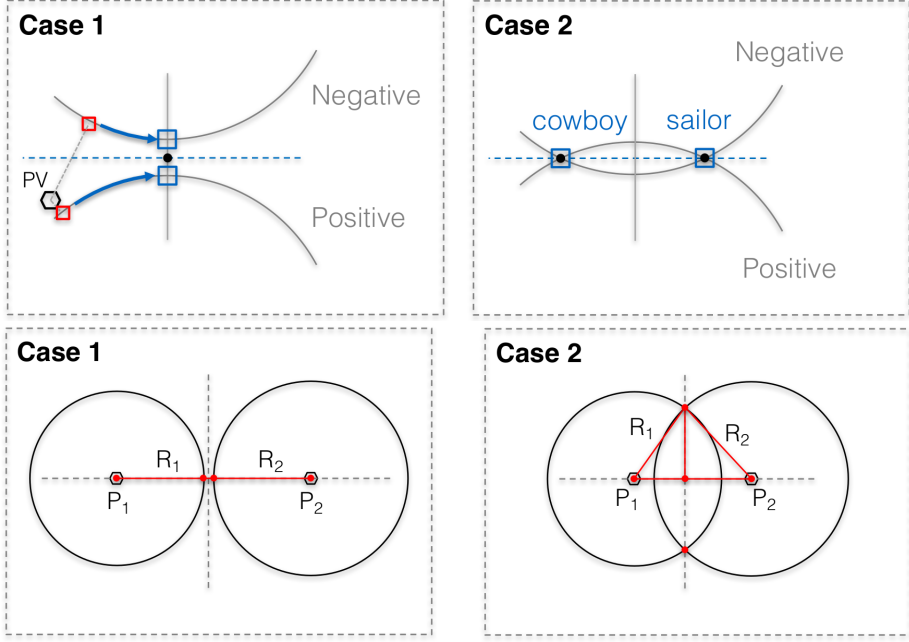 Case 1
Negative
PV
Positive
Case 2
Negative
cowboy
sailor
Positive
Case 1
R₁
R₂
P₁
P₂
Case 2
R₁
R₂
P₁
P₂